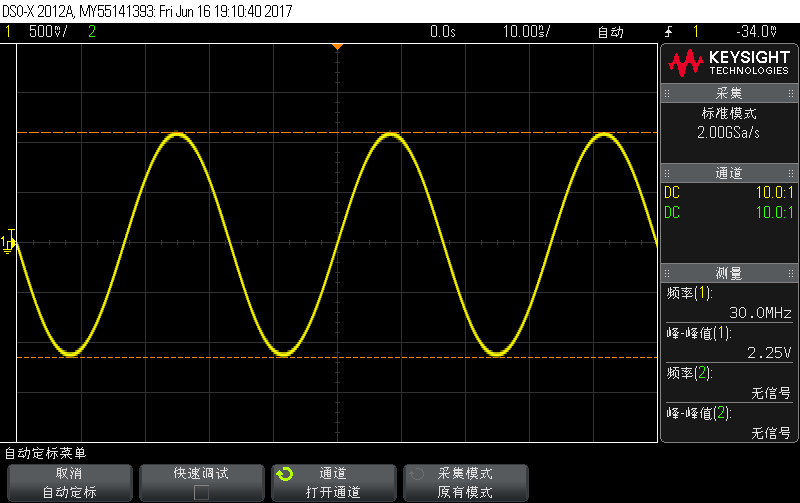 DSO-X 2012A, MY55141393: Fri Jun 16 19:10:40 2017
1 500V/ 2 0.0s 10.00s/ 自动 1 -34.0V
KEYSIGHT
TECHNOLOGIES
采集
标准模式
2.00GSa/s
通道
DC 10.0:1
DC 10.0:1
测量
频率(1):
30.0MHz
峰-峰值(1):
2.25V
频率(2):
无信号
峰-峰值(2):
无信号
1
自动定标菜单
取消
自动定标
快速调试
通道
打开通道
采集模式
原有模式